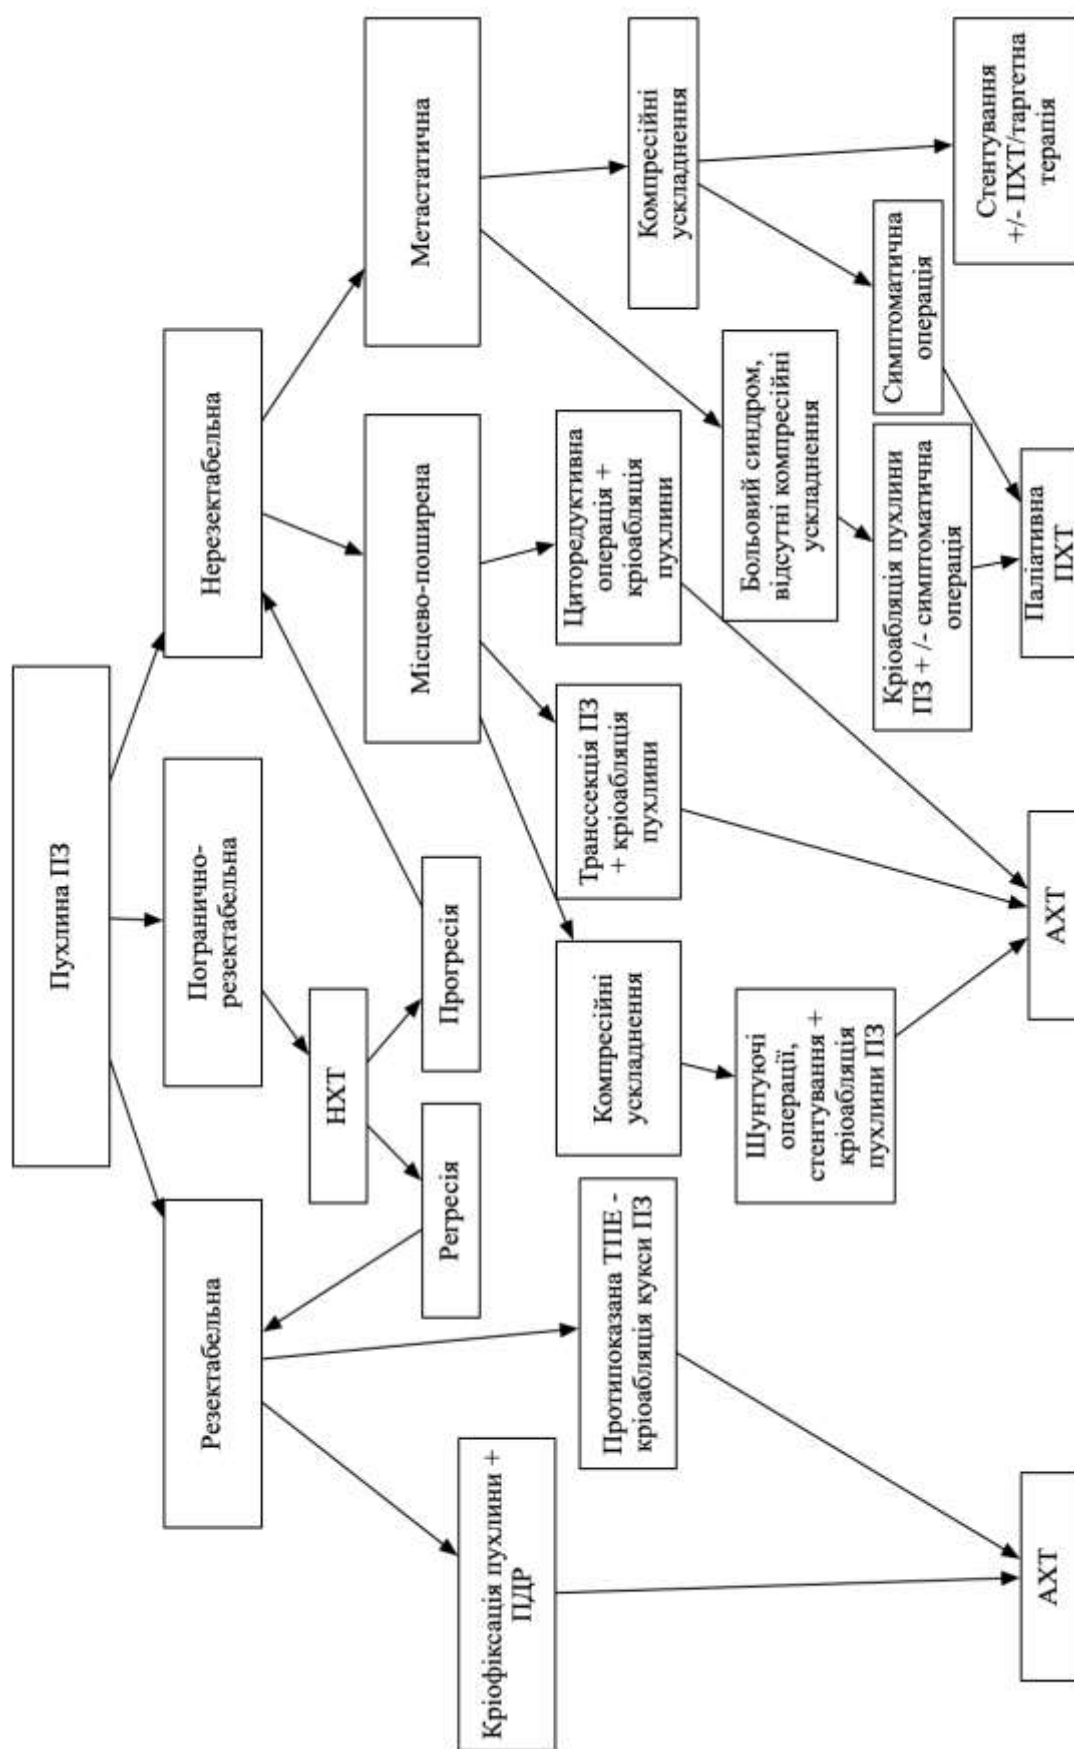 Пухлина ПЗ
Резектабельна
Погранично-
резектабельна
Нерезектабельна
НХТ
Регресія
Прогресія
Місцево-поширена
Метастатична
Кріофіксація пухлини +
ПДР
Протипоказана ТПЕ -
кріоабляція кукси ПЗ
Компресійні
ускладнення
Транссекція ПЗ
+ кріоабляція
пухлини
Циторедуктивна
операція +
кріоабляція
пухлини
Компресійні
ускладнення
Шунтуючі
операції,
стентування +
кріоабляція
пухлини ПЗ
Больовий синдром,
відсутні компресійні
ускладнення
Кріоабляція пухлини
ПЗ + /- симптоматична
операція
Симптоматична
операція
Стентування
+/- ПХТ/таргетна
терапія
АХТ
АХТ
Паліативна
ПХТ